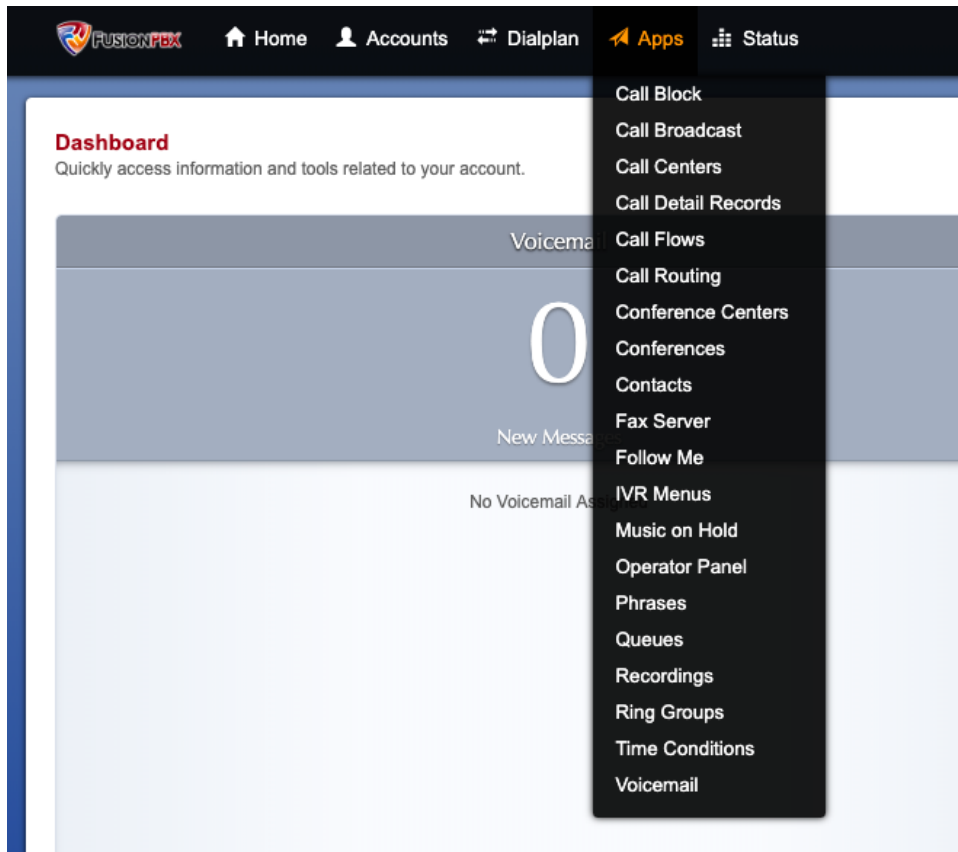 FUSIONPBX Home Accounts Dialplan Apps Status
Dashboard
Quickly access information and tools related to your account.
Voicemail
0
New Messages
No Voicemail Assigned
Call Block
Call Broadcast
Call Centers
Call Detail Records
Call Flows
Call Routing
Conference Centers
Conferences
Contacts
Fax Server
Follow Me
IVR Menus
Music on Hold
Operator Panel
Phrases
Queues
Recordings
Ring Groups
Time Conditions
Voicemail